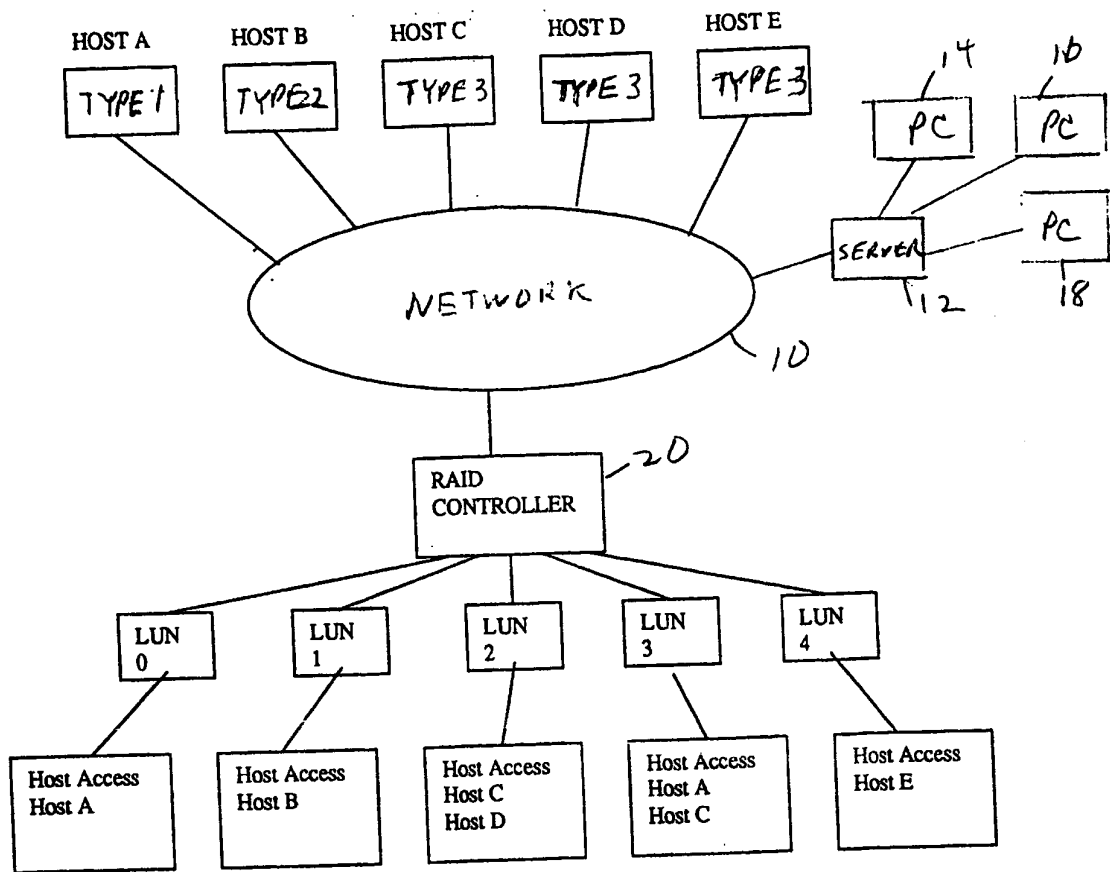 HOST A
HOST B
HOST C
HOST D
HOST E
TYPE 1
TYPE22
TYPE 3
TYPE 3
TYPE 3
14
16
PC
PC
PC
SERVER
12
18
NETWORK
10
RAID
CONTROLLER
20
LUN
0
LUN
1
LUN
2
LUN
3
LUN
4
Host Access
Host A
Host Access
Host B
Host Access
Host C
Host D
Host Access
Host A
Host C
Host Access
Host E